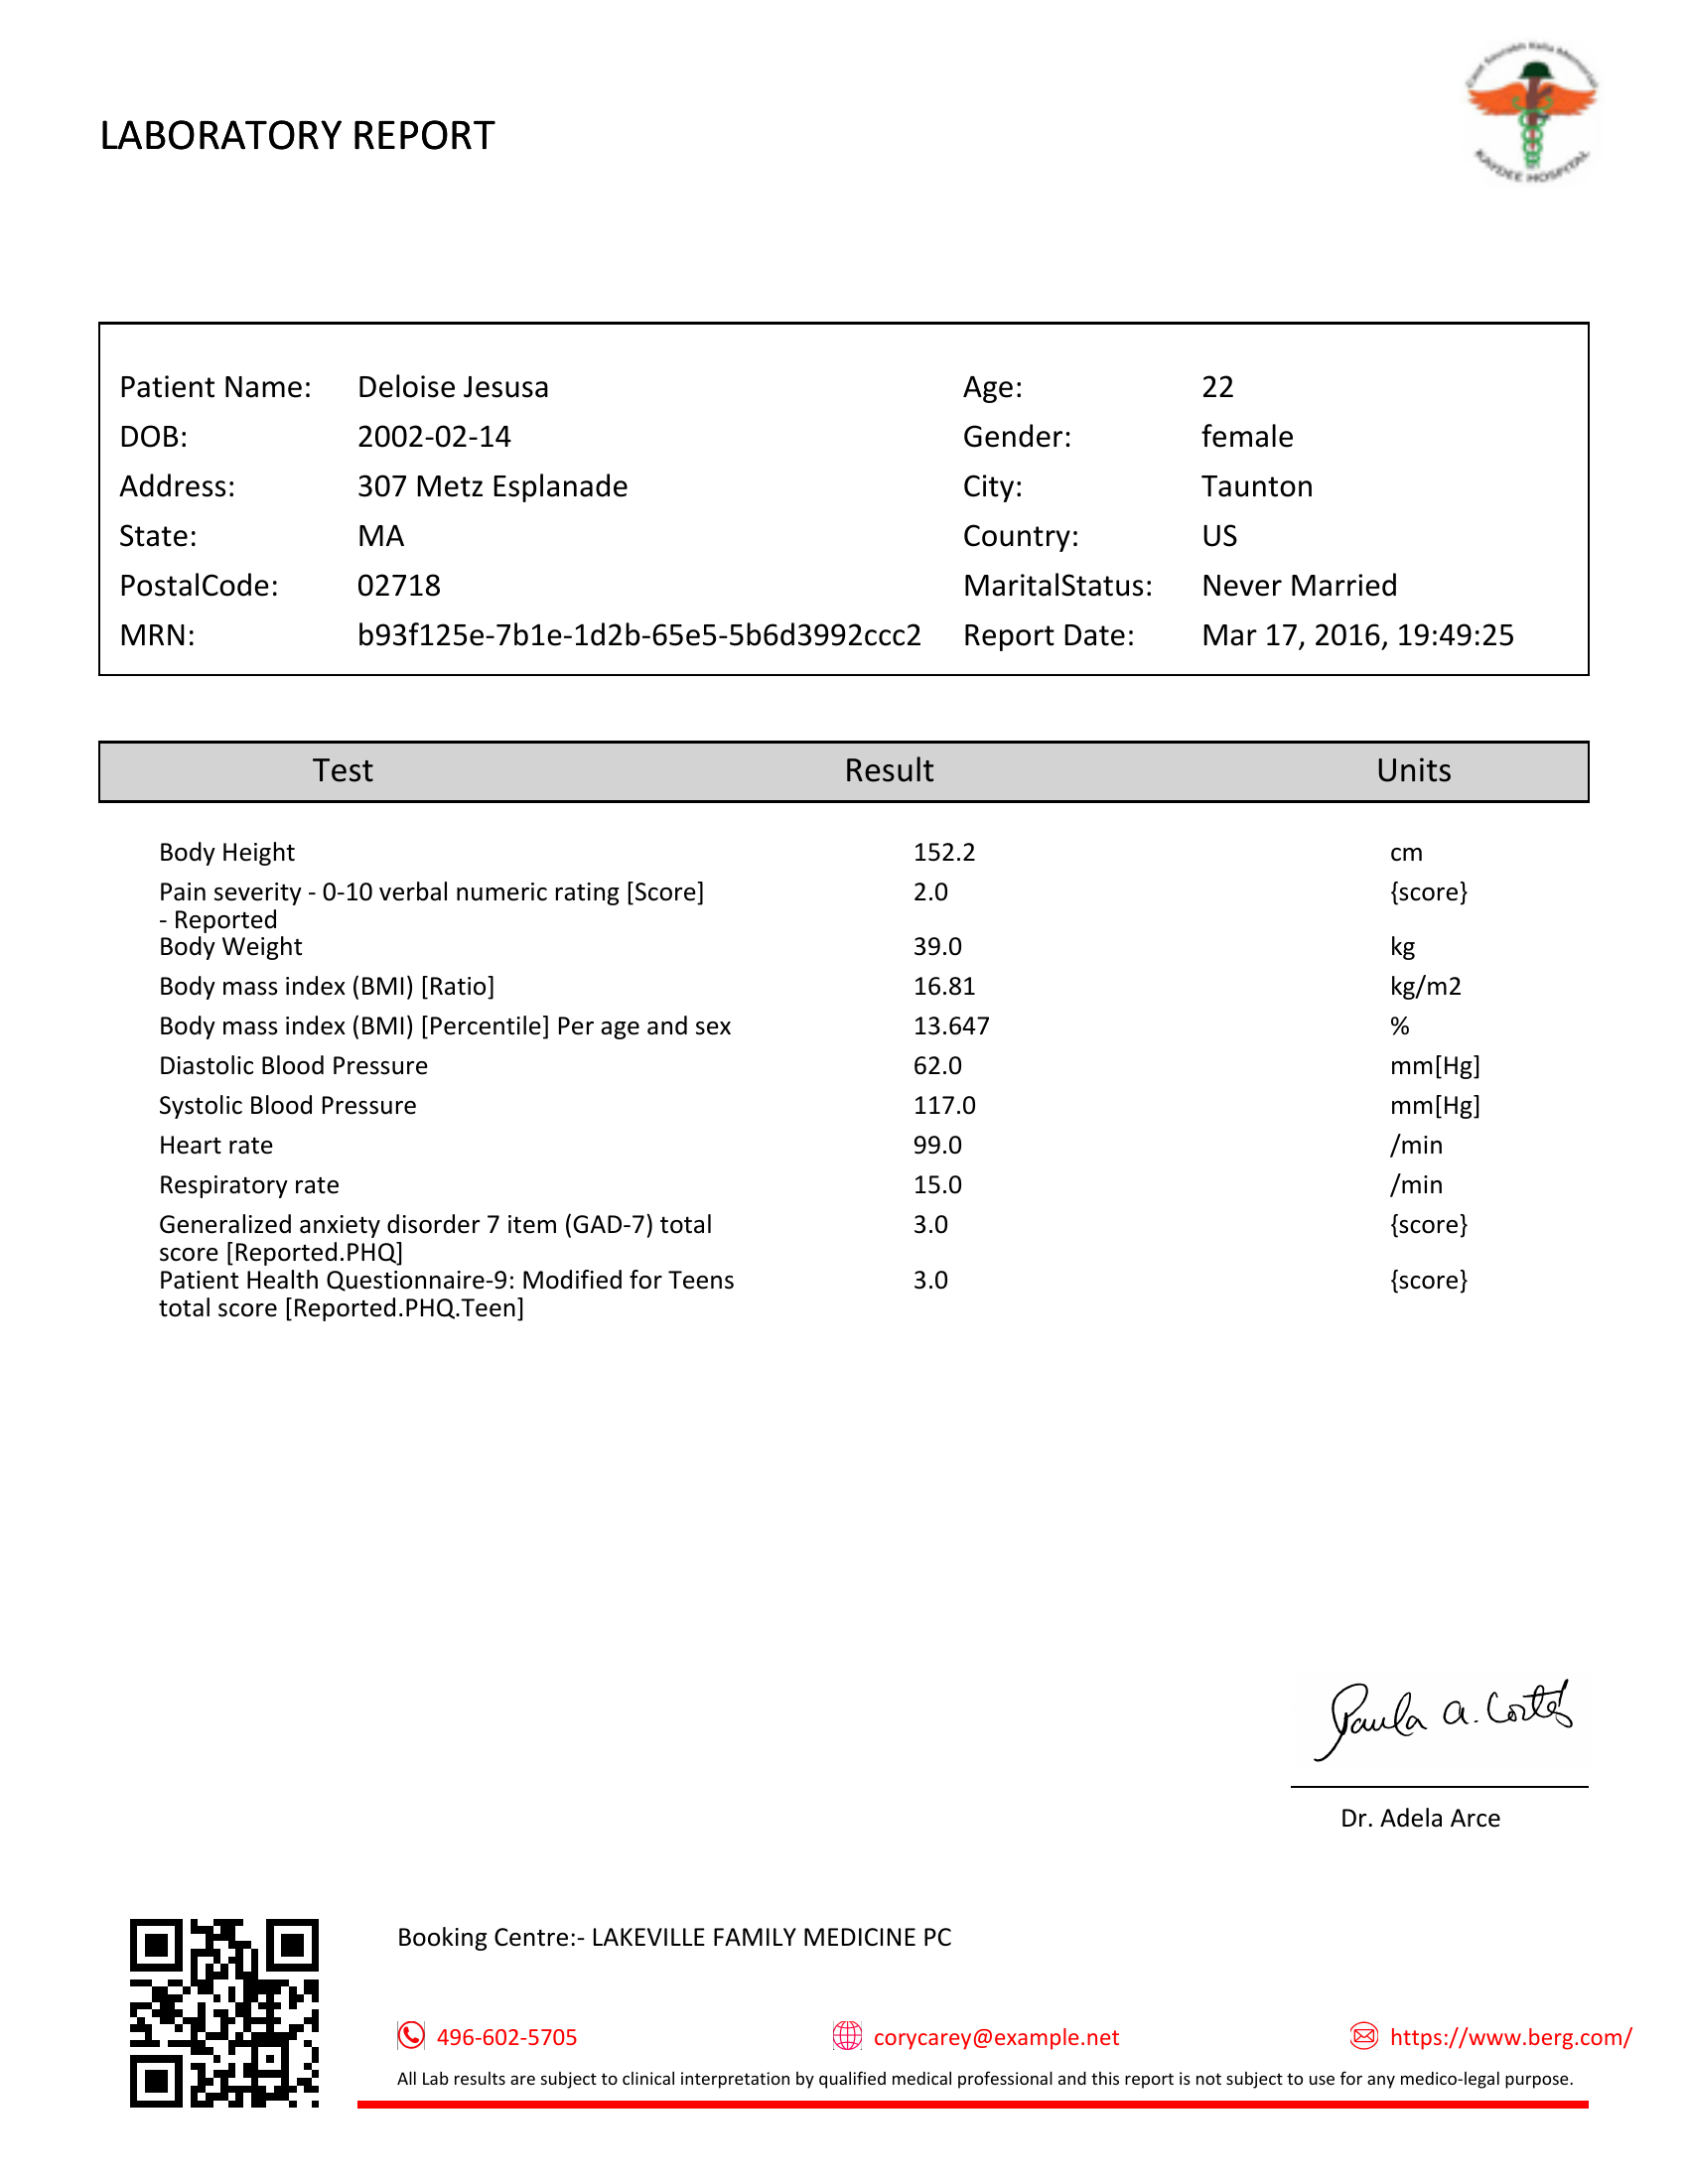 LABORATORY REPORT
KAYDEE HOSPITAL
Patient Name: Deloise Jesusa Age: 22
DOB: 2002-02-14 Gender: female
Address: 307 Metz Esplanade City: Taunton
State: MA Country: US
PostalCode: 02718 MaritalStatus: Never Married
MRN: b93f125e-7b1e-1d2b-65e5-5b6d3992ccc2 Report Date: Mar 17, 2016, 19:49:25
Test Result Units
Body Height 152.2 cm
Pain severity - 0-10 verbal numeric rating [Score] 2.0 {score}
- Reported
Body Weight 39.0 kg
Body mass index (BMI) [Ratio] 16.81 kg/m2
Body mass index (BMI) [Percentile] Per age and sex 13.647 %
Diastolic Blood Pressure 62.0 mm[Hg]
Systolic Blood Pressure 117.0 mm[Hg]
Heart rate 99.0 /min
Respiratory rate 15.0 /min
Generalized anxiety disorder 7 item (GAD-7) total 3.0 {score}
score [Reported.PHQ]
Patient Health Questionnaire-9: Modified for Teens 3.0 {score}
total score [Reported.PHQ.Teen]
Paula A. Cortes
Dr. Adela Arce
Booking Centre:- LAKEVILLE FAMILY MEDICINE PC
496-602-5705 corycarey@example.net https://www.berg.com/
All Lab results are subject to clinical interpretation by qualified medical professional and this report is not subject to use for any medico-legal purpose.